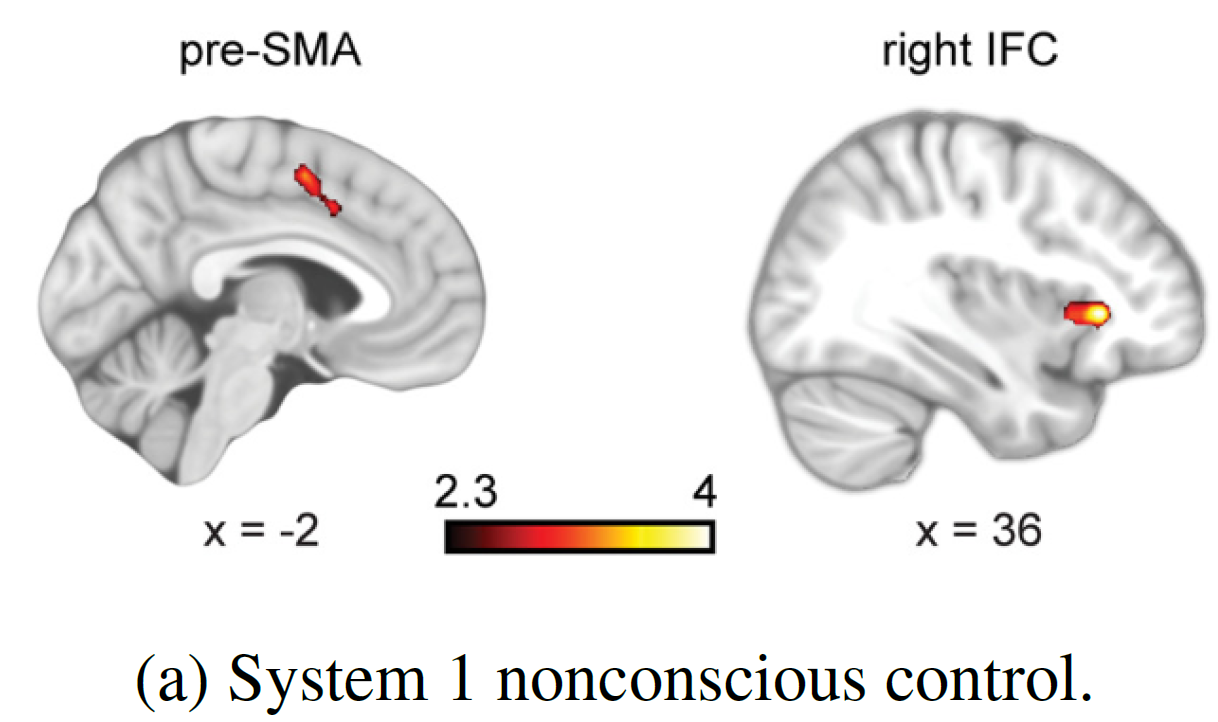 pre-SMA
right IFC
2.3
4
x = -2
x = 36
(a) System 1 nonconscious control.